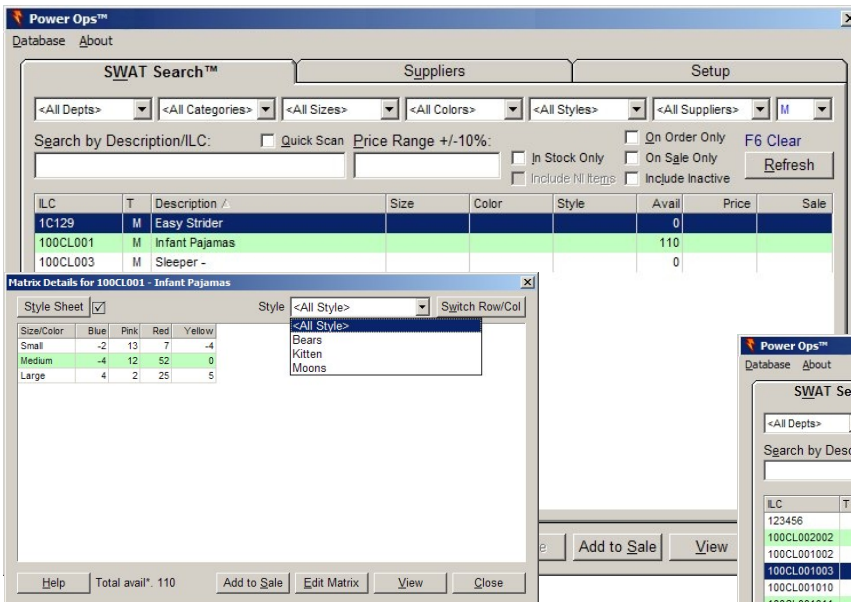 Power Ops™
Database About
SWAT Search™ Suppliers Setup
<All Depts> <All Categories> <All Sizes> <All Colors> <All Styles> <All Suppliers> M
Search by Description/ILC: Quick Scan Price Range +/-10%: In Stock Only On Order Only F6 Clear
On Sale Only Refresh
Include NI Items Include Inactive
ILC T Description Size Color Style Avail Price Sale
1C129 M Easy Strider 0
100CL001 M Infant Pajamas 110
100CL003 M Sleeper - 0
Matrix Details for 100CL001 - Infant Pajamas
Style Sheet Style <All Style> Switch Row/Col
<All Style>
Bears
Kitten
Moons
Size/Color Blue Pink Red Yellow
Small -2 13 7 -4
Medium -4 12 52 0
Large 4 2 25 5
Help Total avail*. 110 Add to Sale Edit Matrix View Close
Add to Sale View
Power Ops™
Database About
SWAT Se
<All Depts>
Search by Desc
ILC T
123456
100CL002002
100CL001002
100CL001003
100CL001010